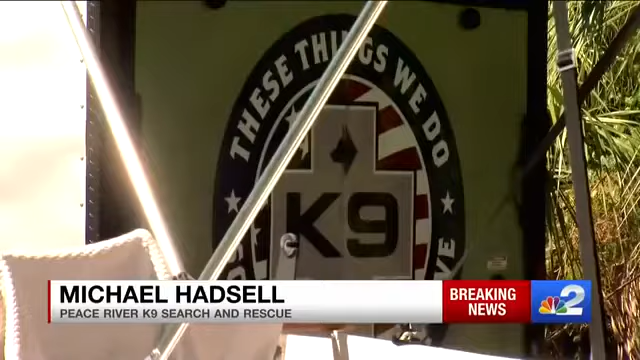 THESE THINGS WE DO
K9
MICHAEL HADSELL
PEACE RIVER K9 SEARCH AND RESCUE
BREAKING
NEWS
2